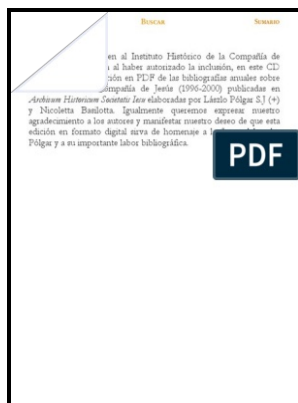 BUSCAR SUMARIO
en al Instituto Histórico de la Compañía de
al haber autorizado la inclusión, en este CD
ión en PDF de las bibliografías anuales sobre
ompañía de Jesús (1996-2000) publicadas en
Archivum Historicum Societatis Iesu elaboradas por László Polgár SJ (+)
y Nicoletta Basilotta. Igualmente queremos expresar nuestro
agradecimiento a los autores y manifestar nuestro deseo de que esta
edición en formato digital sirva de homenaje a
Polgár y a su importante labor bibliográfica.
PDF